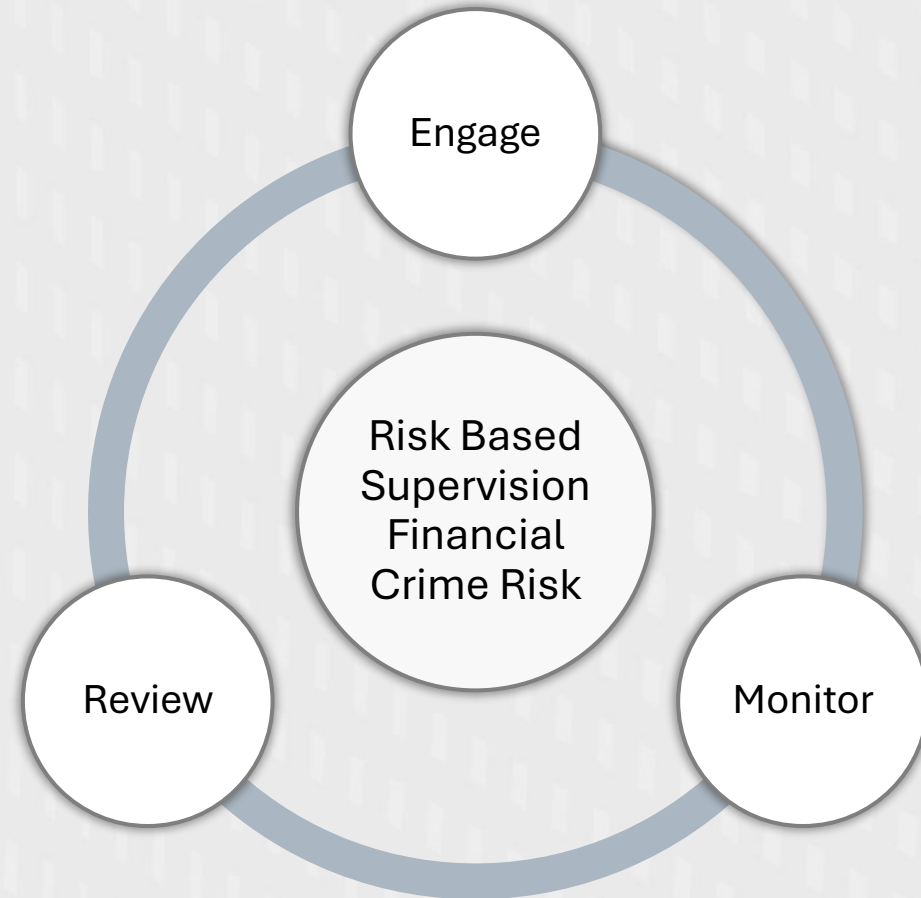 Engage
Risk Based
Supervision
Financial
Crime Risk
Review
Monitor